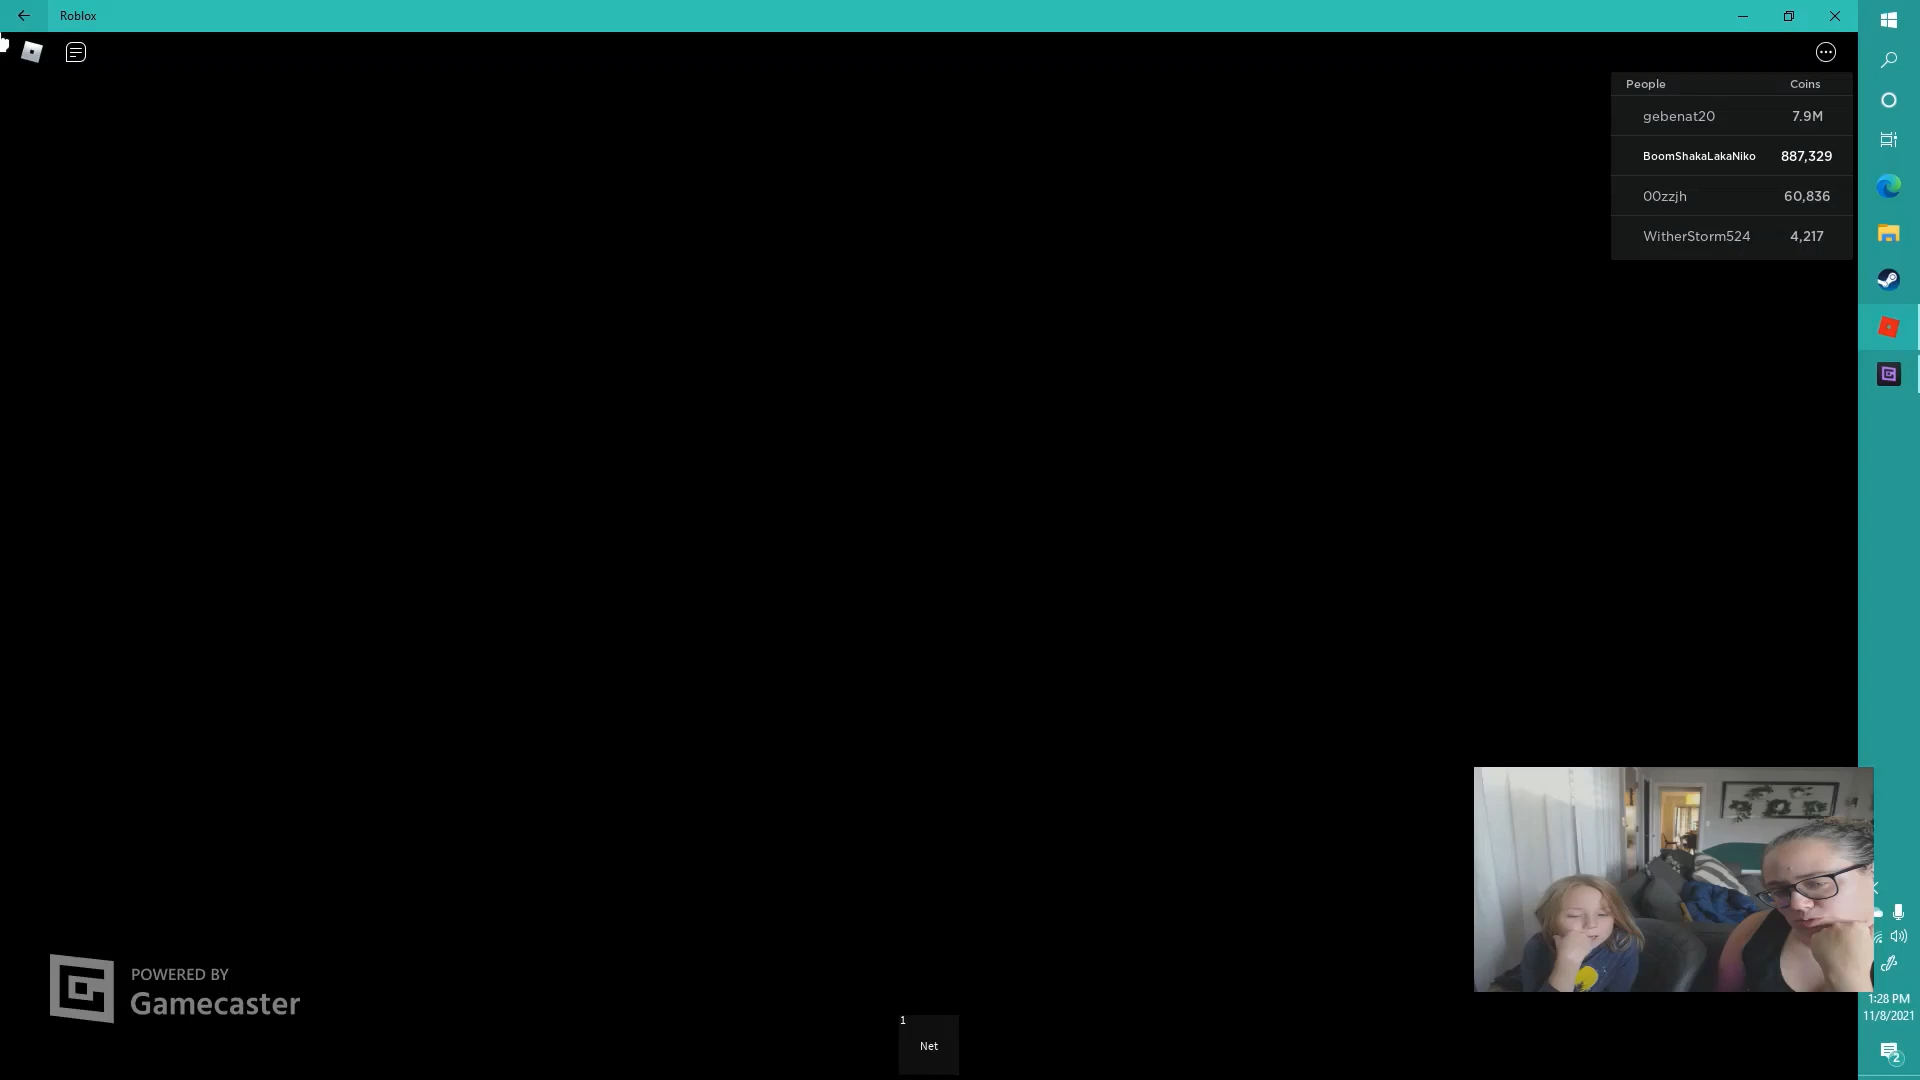 Roblox
People Coins
gebenat20 7.9M
BoomShakaLakaNiko 887,329
00zzjh 60,836
WitherStorm524 4,217
POWERED BY
Gamecaster
1
Net
1:28 PM
11/8/2021
2